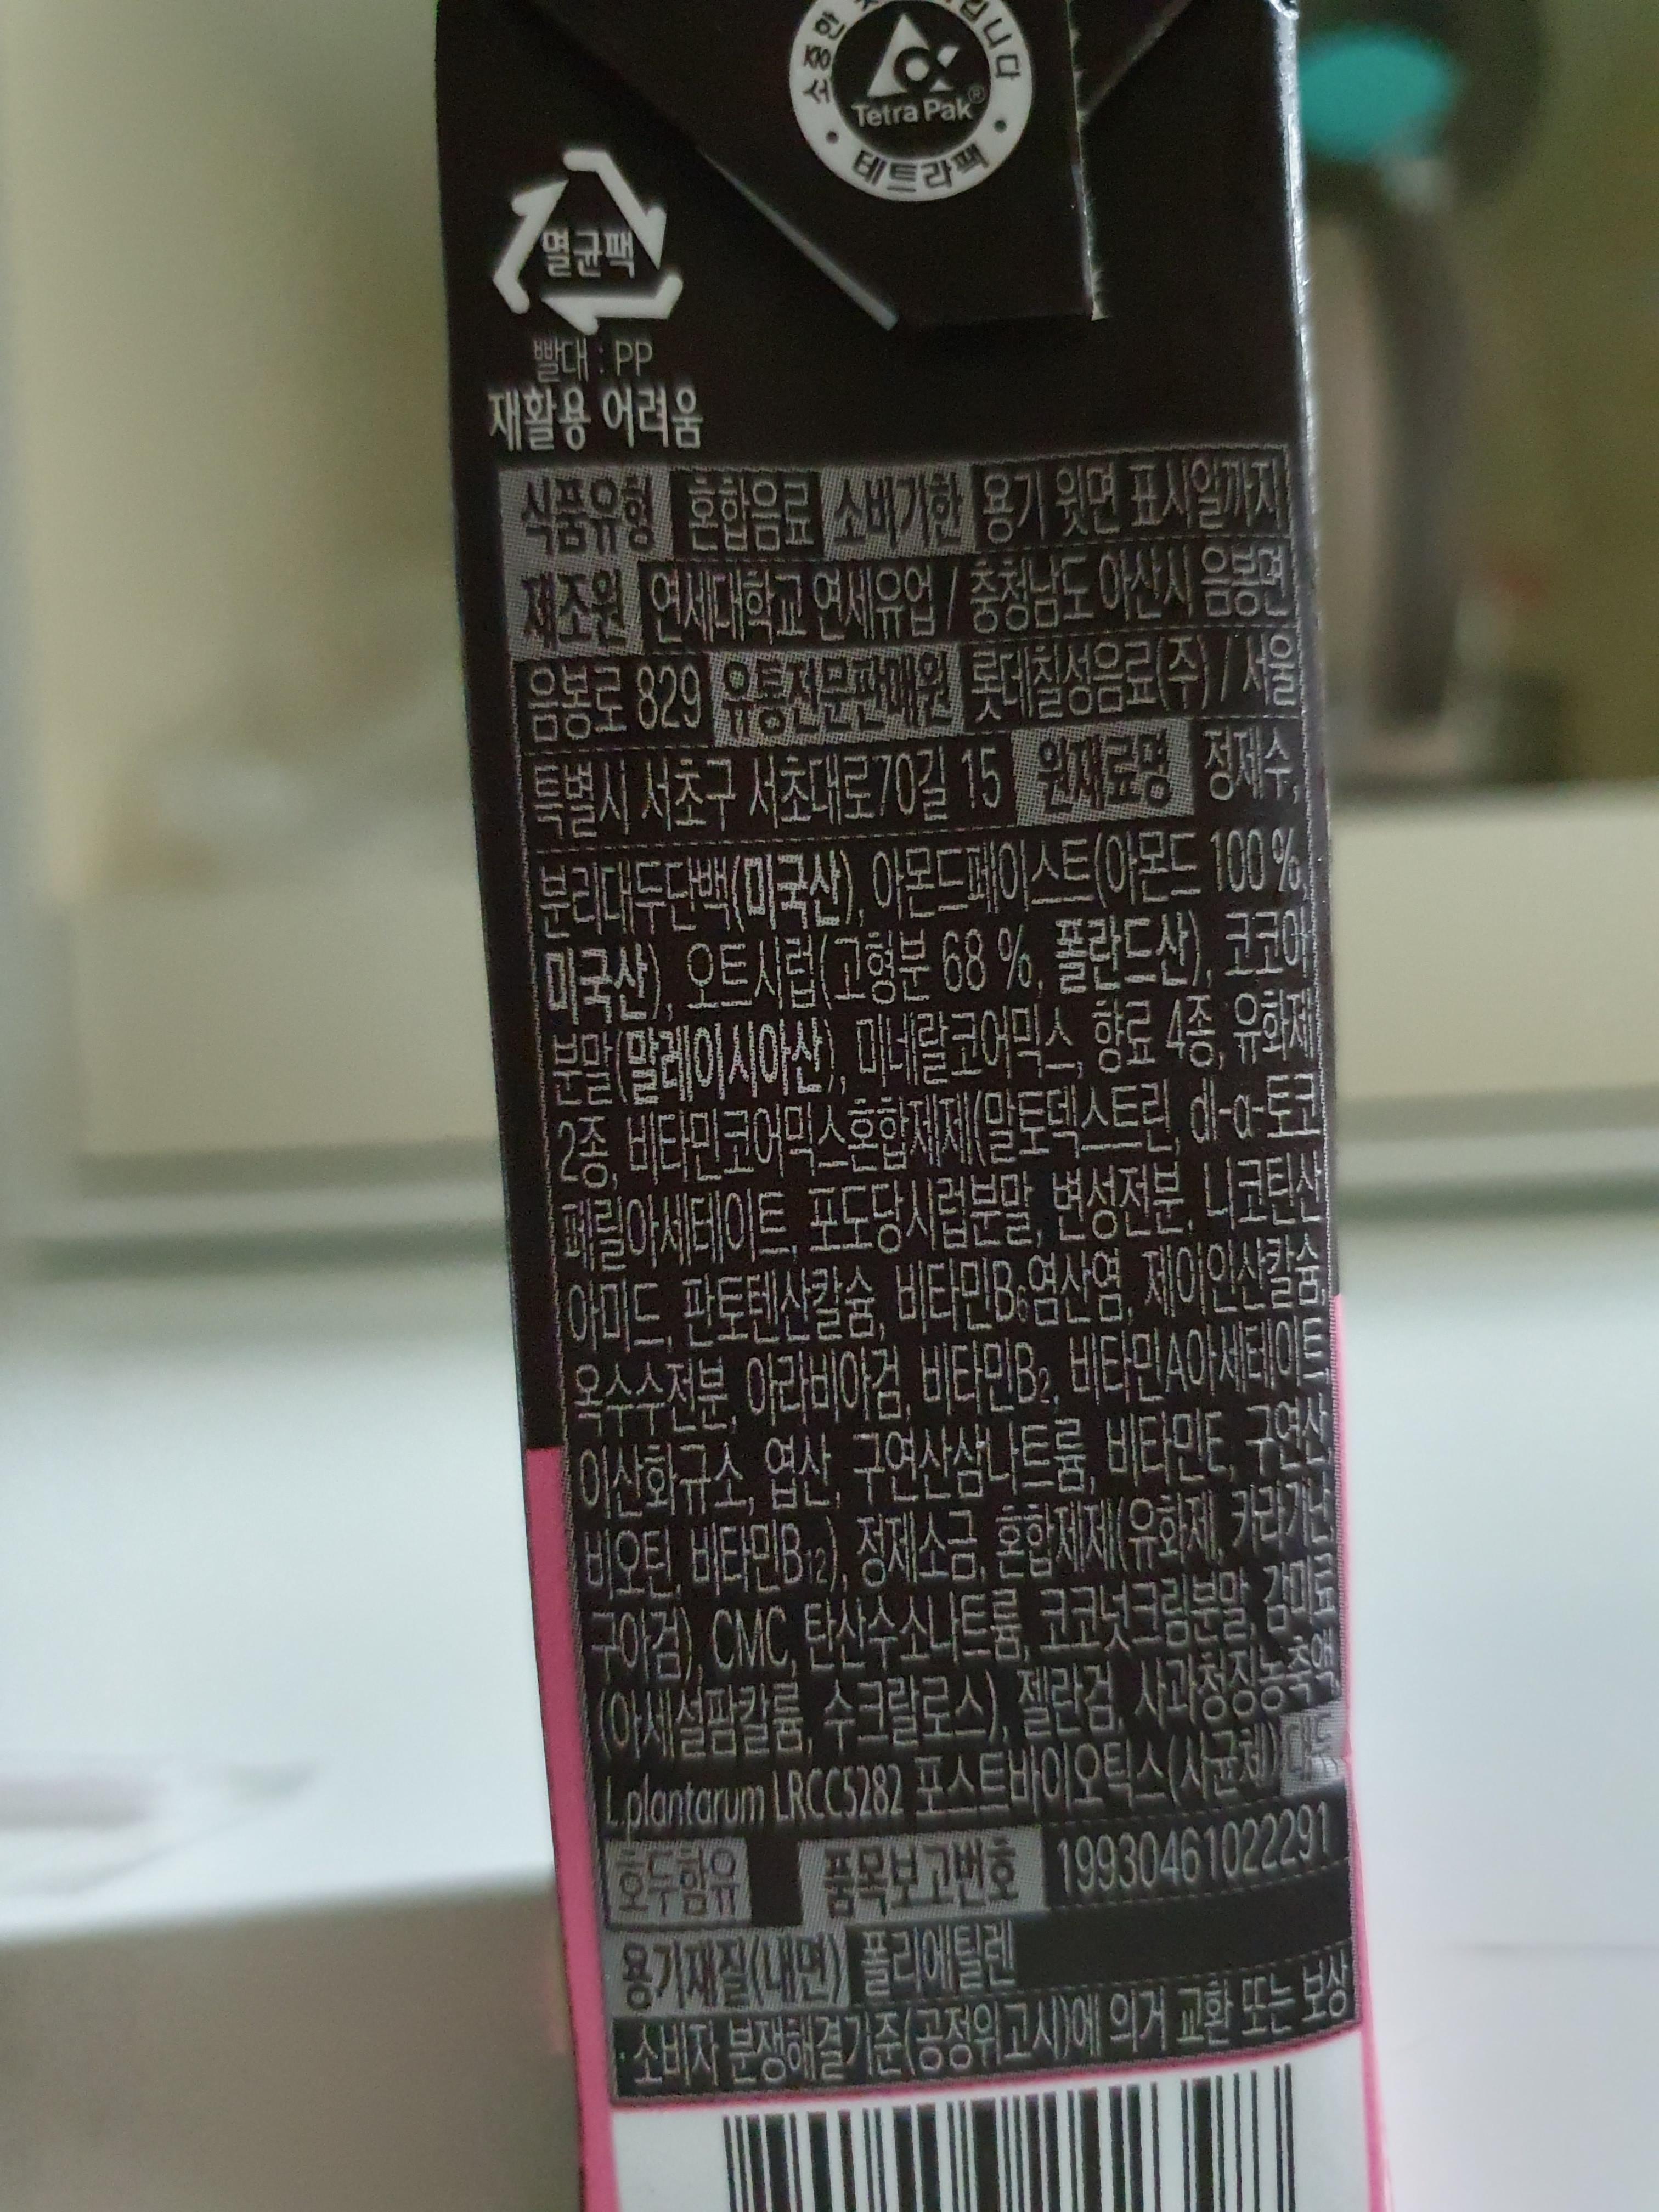 소중한
니다
Tetra Pak®
테트라팩
멸균팩
빨대 : PP
재활용 어려움
식품유형 혼합음료 소비기한 용기 윗면 표시일까지
제조원 연세대학교 연세유업 / 충청남도 아산시 음봉면
음봉로 829 유통전문판매원 롯데칠성음료(주) / 서울
특별시 서초구 서초대로70길 15 원재료명 정제수,
분리대두단백(미국산), 아몬드페이스트(아몬드 100 %,
미국산), 오트시럽(고형분 68 %, 폴란드산), 코코아
분말(말레이시아산), 미네랄코어믹스, 향료 4종, 유화제
2종, 비타민코어믹스혼합제제(말토덱스트린, dl-α-토코
페릴아세테이트, 포도당시럽분말, 변성전분, 니코틴산
아미드, 판토텐산칼슘, 비타민B₆염산염, 제이인산칼슘,
옥수수전분, 아라비아검, 비타민B₂, 비타민A아세테이트,
이산화규소, 엽산, 구연산삼나트륨, 비타민E, 구연산,
비오틴, 비타민B₁₂), 정제소금, 혼합제제(유화제, 카라기난,
구아검), CMC, 탄산수소나트륨, 코코넛크림분말, 감미료
(아세설팜칼륨, 수크랄로스), 젤란검, 사과청징농축액,
L.plantarum LRCC5282 포스트바이오틱스(사균체) 대두,
호두함유 품목보고번호 19930461022291
용기재질(내면) 폴리에틸렌
·소비자 분쟁해결기준(공정위 고시)에 의거 교환 또는 보상